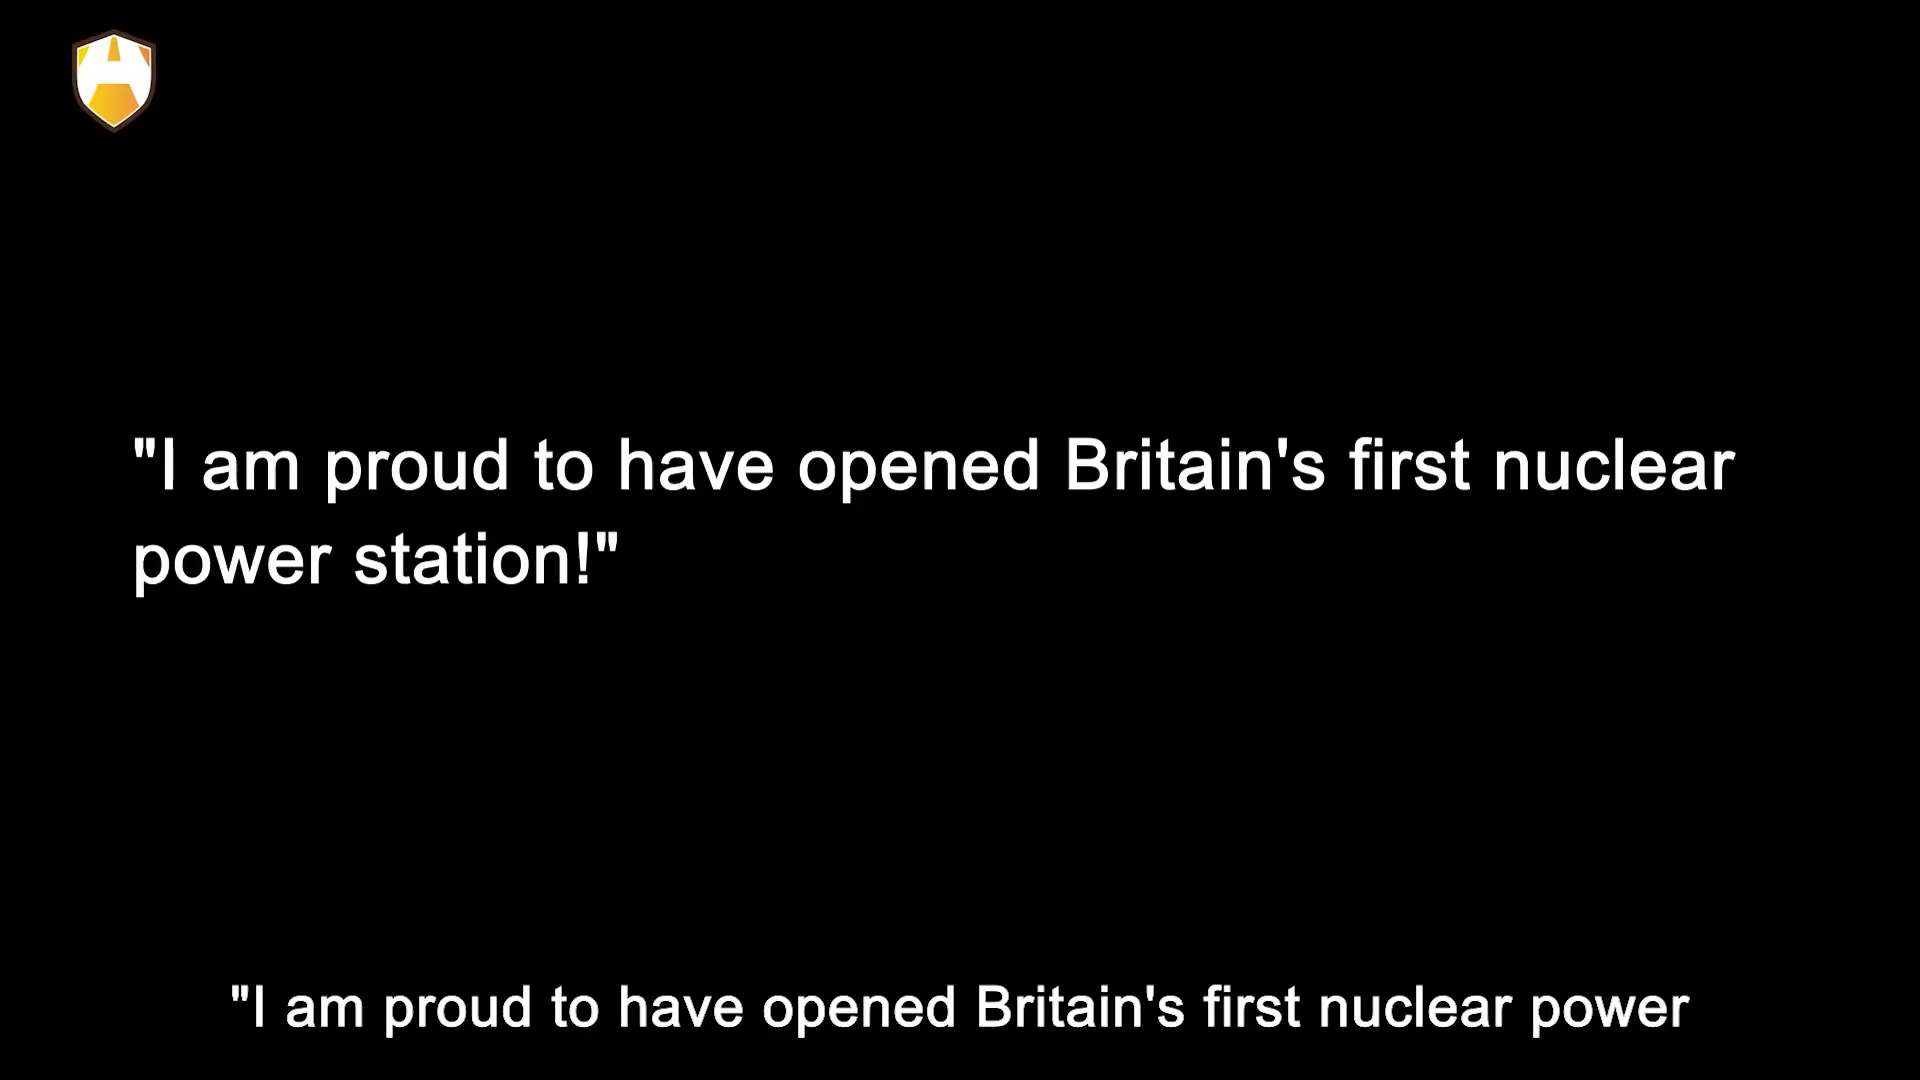 "I am proud to have opened Britain's first nuclear
power station!"
"I am proud to have opened Britain's first nuclear power